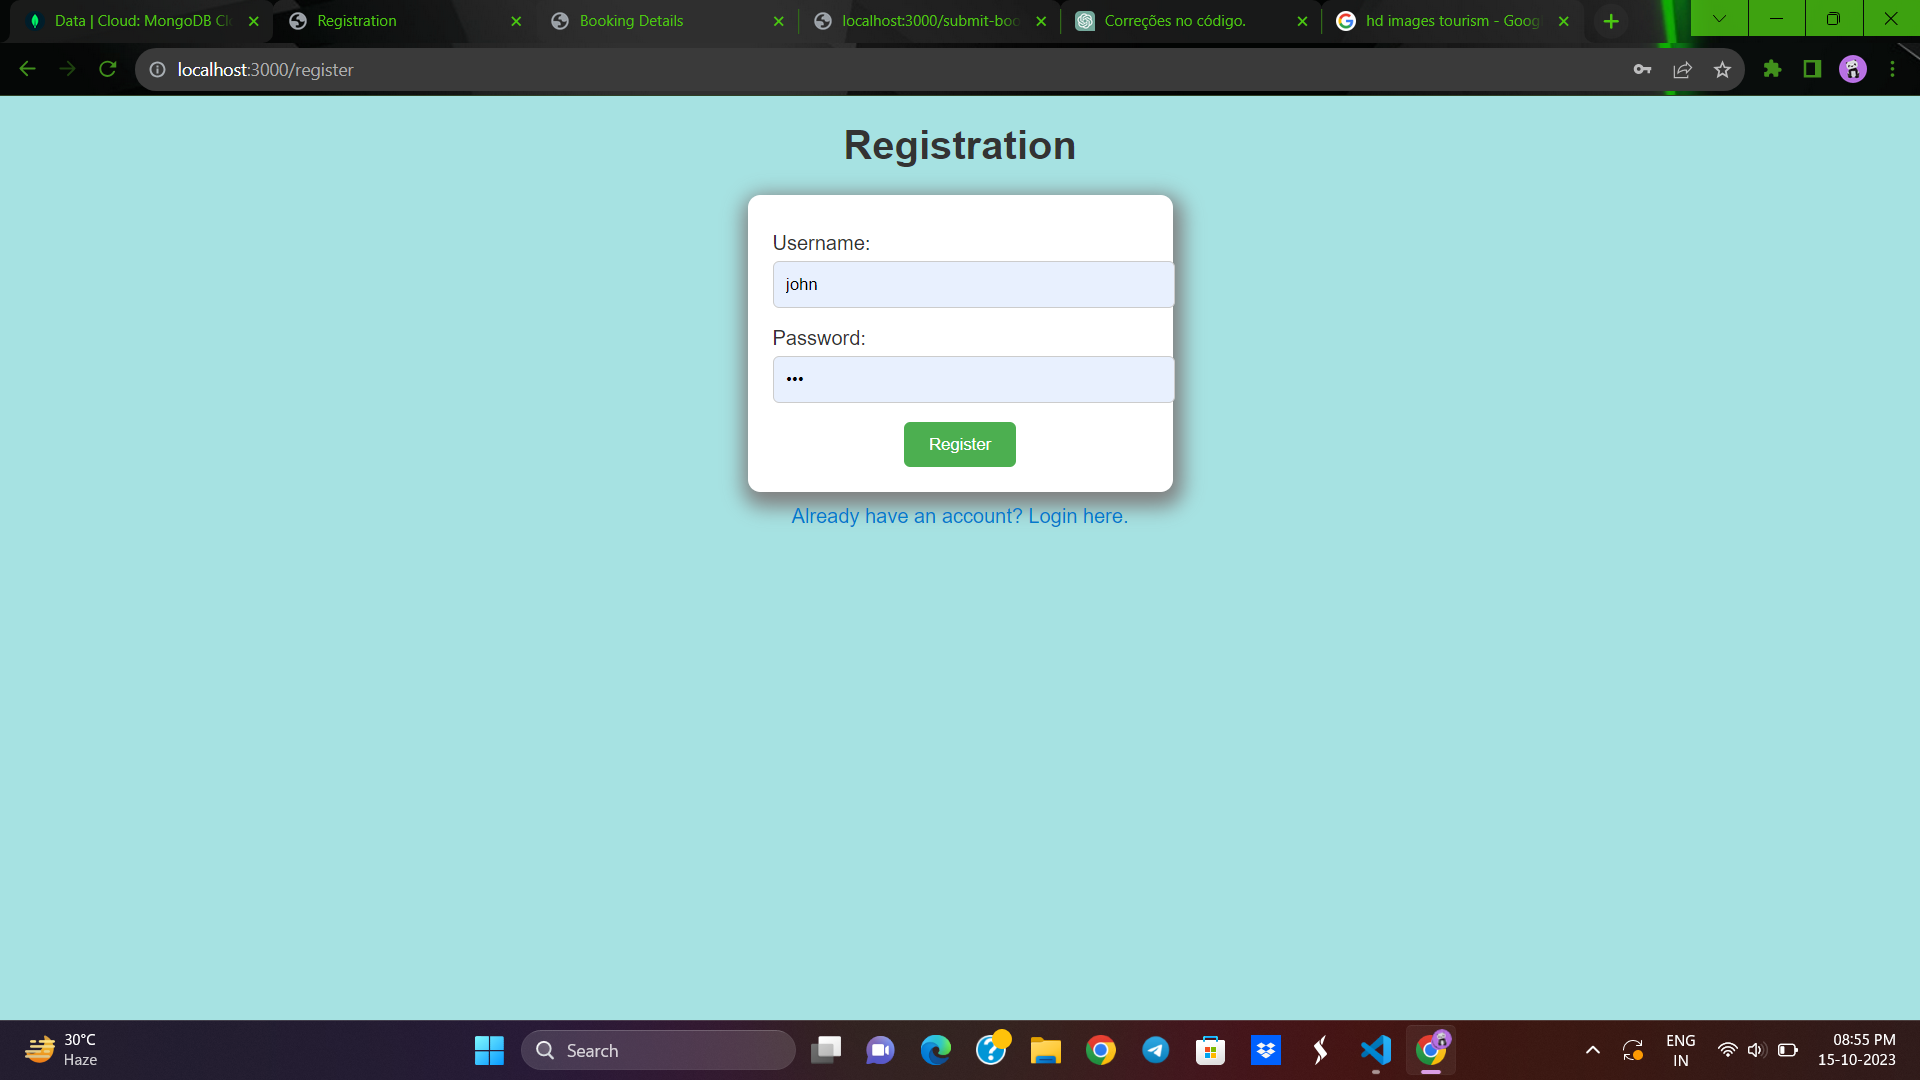 Data | Cloud: MongoDB Cl
Registration
Booking Details
localhost:3000/submit-boo
Correções no código.
hd images tourism - Goog
localhost:3000/register
Registration
Username:
john
Password:
•••
Register
Already have an account? Login here.
30°C
Haze
Search
ENG
IN
08:55 PM
15-10-2023